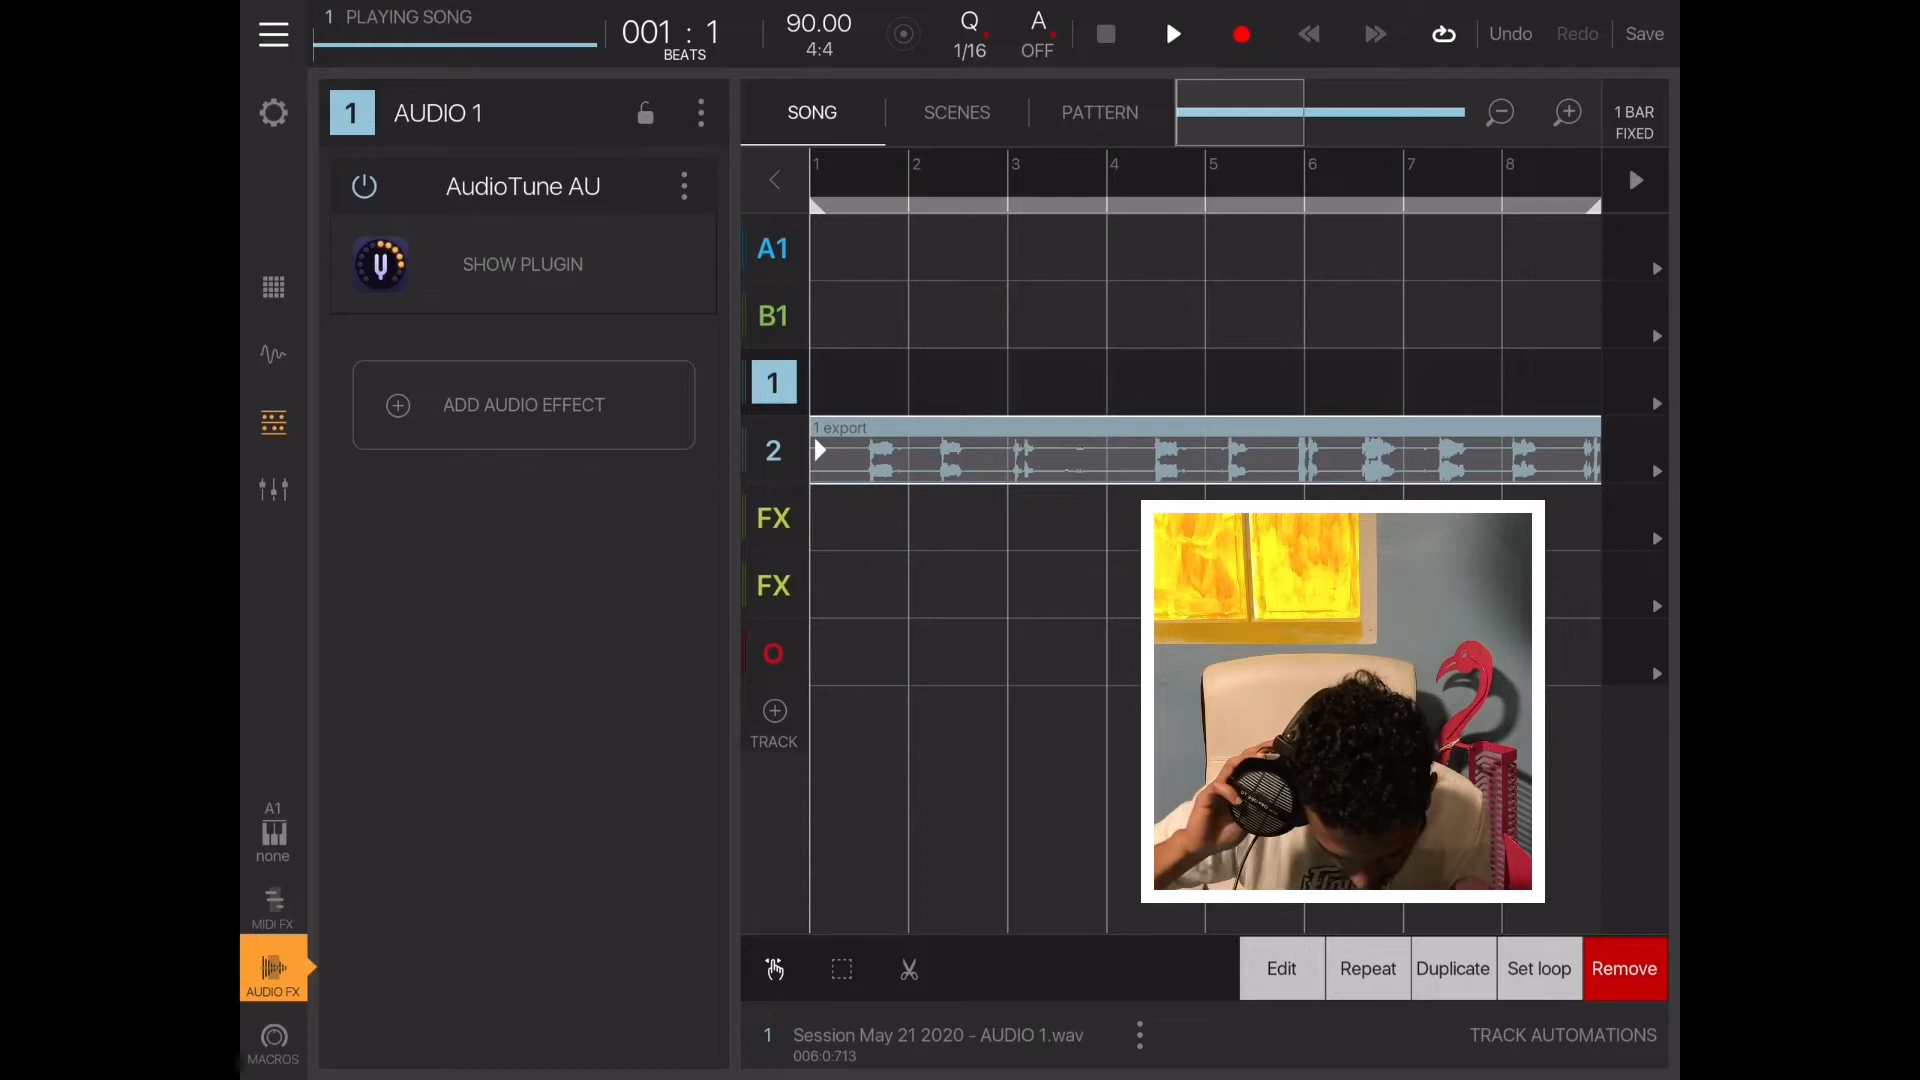 1 PLAYING SONG
001 : 1
BEATS
90.00
4:4
Q
1/16
A
OFF
Undo
Redo
Save
1 AUDIO 1
SONG
SCENES
PATTERN
1 BAR
FIXED
AudioTune AU
SHOW PLUGIN
ADD AUDIO EFFECT
1 2 3 4 5 6 7 8
A1
B1
1
2
1 export
FX
FX
O
TRACK
A1
none
MIDI FX
AUDIO FX
MACROS
Edit
Repeat
Duplicate
Set loop
Remove
1 Session May 21 2020 - AUDIO 1.wav
006:0:713
TRACK AUTOMATIONS